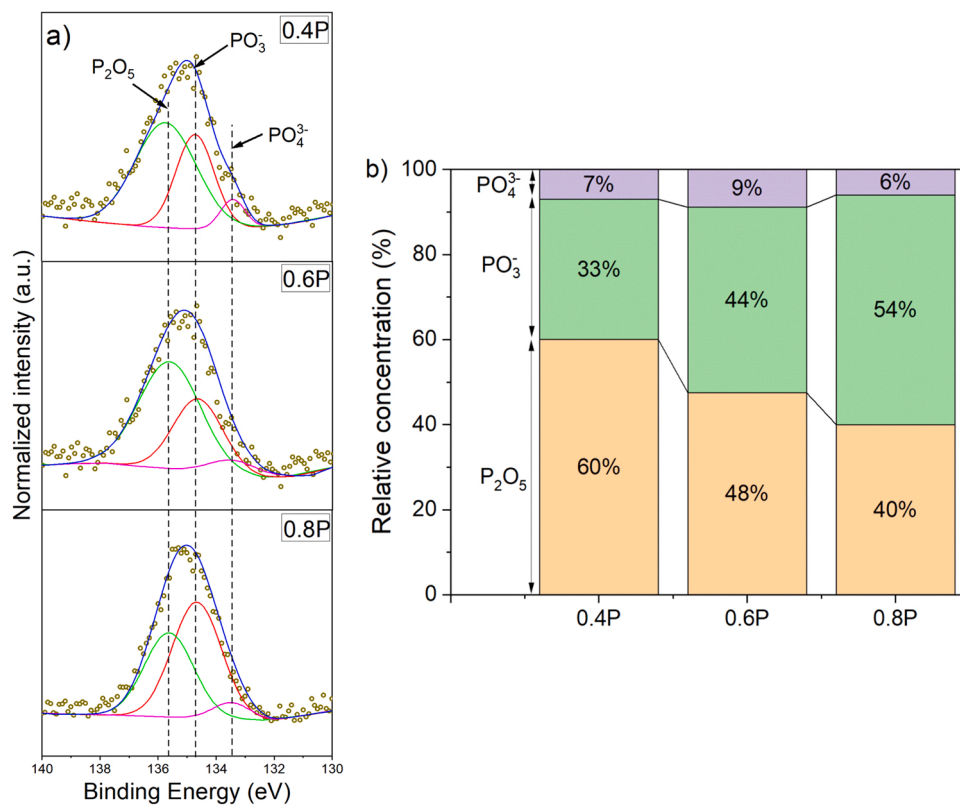 a)
0.4P
PO₃⁻
P₂O₅
PO₄³⁻
0.6P
0.8P
Normalized intensity (a.u.)
140 138 136 134 132 130
Binding Energy (eV)
b)
100
80
60
40
20
0
Relative concentration (%)
PO₄³⁻
PO₃⁻
P₂O₅
7% 9% 6%
33% 44% 54%
60% 48% 40%
0.4P 0.6P 0.8P